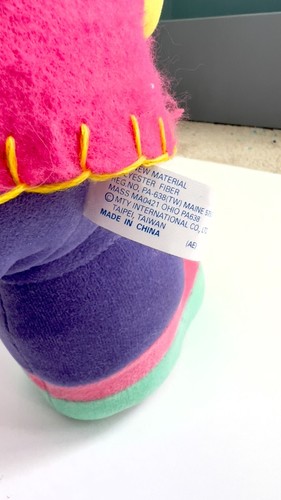 NEW MATERIAL
POLYESTER FIBER
REG NO. PA-638(TW) MAINE
MASS MA0421 OHIO PA638
© MTY INTERNATIONAL CO.,
TAIPEI, TAIWAN
MADE IN CHINA
(AE)